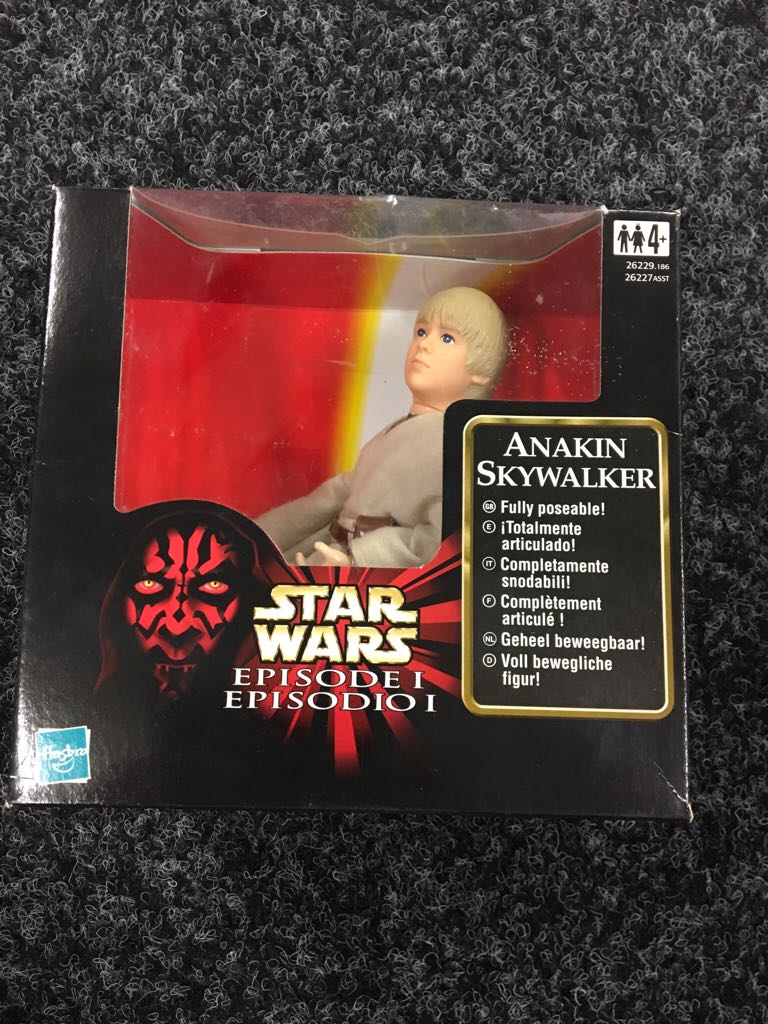 4+
26229.186
26227ASST
ANAKIN
SKYWALKER
GB Fully poseable!
E ¡Totalmente
articulado!
IT Completamente
snodabili!
F Complètement
articulé !
NL Geheel beweegbaar!
D Voll bewegliche
figur!
STAR
WARS
EPISODE I
EPISODIO I
Hasbro